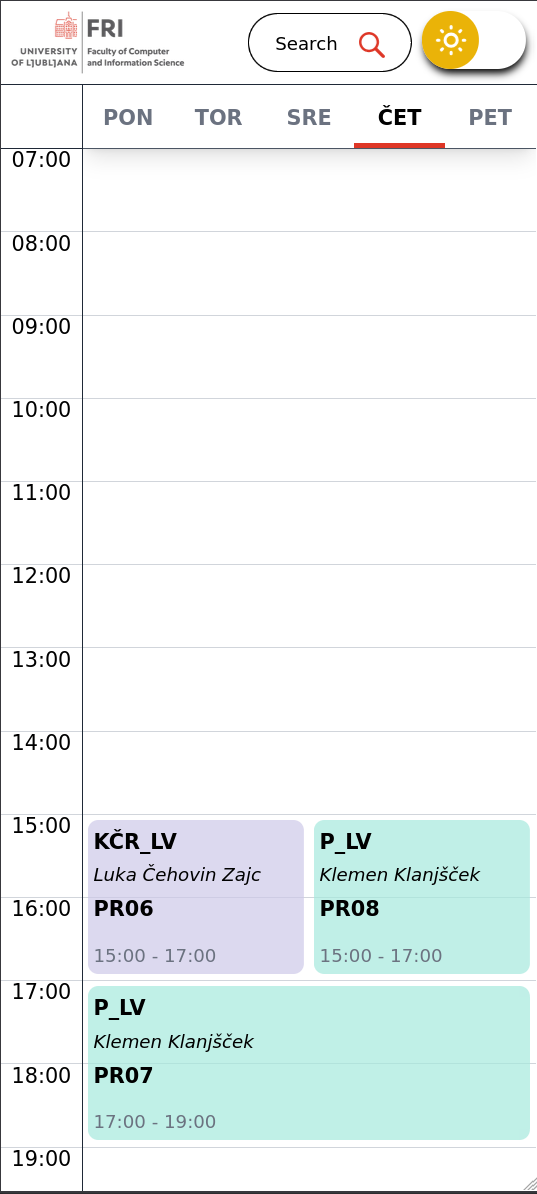 FRI
UNIVERSITY
OF LJUBLJANA
Faculty of Computer
and Information Science
Search
PON TOR SRE ČET PET
07:00
08:00
09:00
10:00
11:00
12:00
13:00
14:00
15:00
KČR_LV
Luka Čehovin Zajc
PR06
15:00 - 17:00
P_LV
Klemen Klanjšček
PR08
15:00 - 17:00
16:00
17:00
P_LV
Klemen Klanjšček
PR07
17:00 - 19:00
18:00
19:00